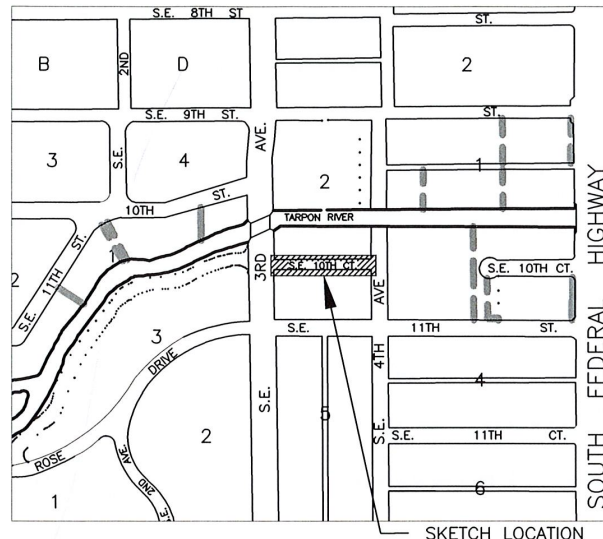 S.E. 8TH ST
ST.
B
2ND
D
2
S.E. 9TH ST.
ST.
3
S.E.
4
AVE.
2
1
10TH ST.
TARPON RIVER
1
2
S.E. 11TH ST.
3RD
S.E. 10TH CT.
AVE
S.E. 10TH CT.
HIGHWAY
3
S.E. 11TH ST.
DRIVE
4TH
2
S.E.
5
4
S.E. 11TH CT.
S.E.
FEDERAL
ROSE
2ND AVE.
S.E.
1
6
SOUTH
SKETCH LOCATION